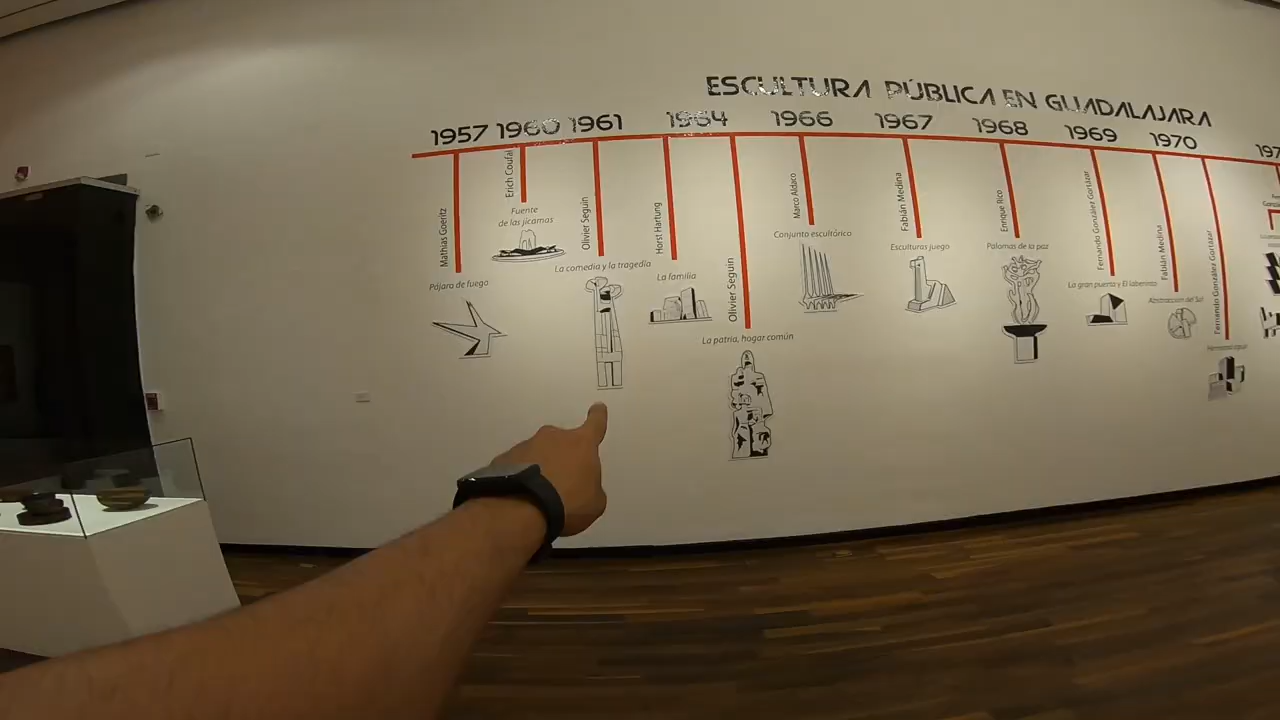 ESCULTURA PÚBLICA EN GUADALAJARA
1957 1960 1961 1964 1966 1967 1968 1969 1970
Mathias Goeritz
Pájaro de fuego
Erich Coufal
Fuente
de las jícamas
Olivier Seguín
La comedia y la tragedia
Horst Hartung
La familia
Olivier Seguín
La patria, hogar común
Marco Aldaco
Conjunto escultórico
Fabián Medina
Esculturas juego
Enrique Rico
Palomas de la paz
Fernando González Gortázar
La gran puerta y El laberinto
Fabián Medina
Abstracción del Sol
Fernando González Gortázar